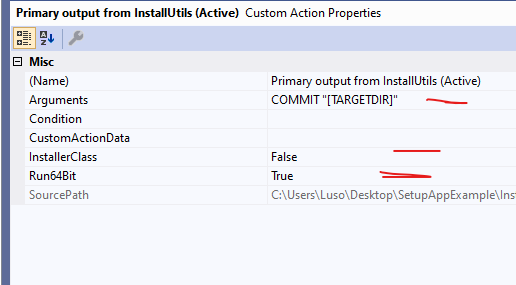 Primary output from InstallUtils (Active) Custom Action Properties
Misc
(Name) Primary output from InstallUtils (Active)
Arguments COMMIT "[TARGETDIR]"
Condition
CustomActionData
InstallerClass False
Run64Bit True
SourcePath C:\Users\Luso\Desktop\SetupAppExample\Ins